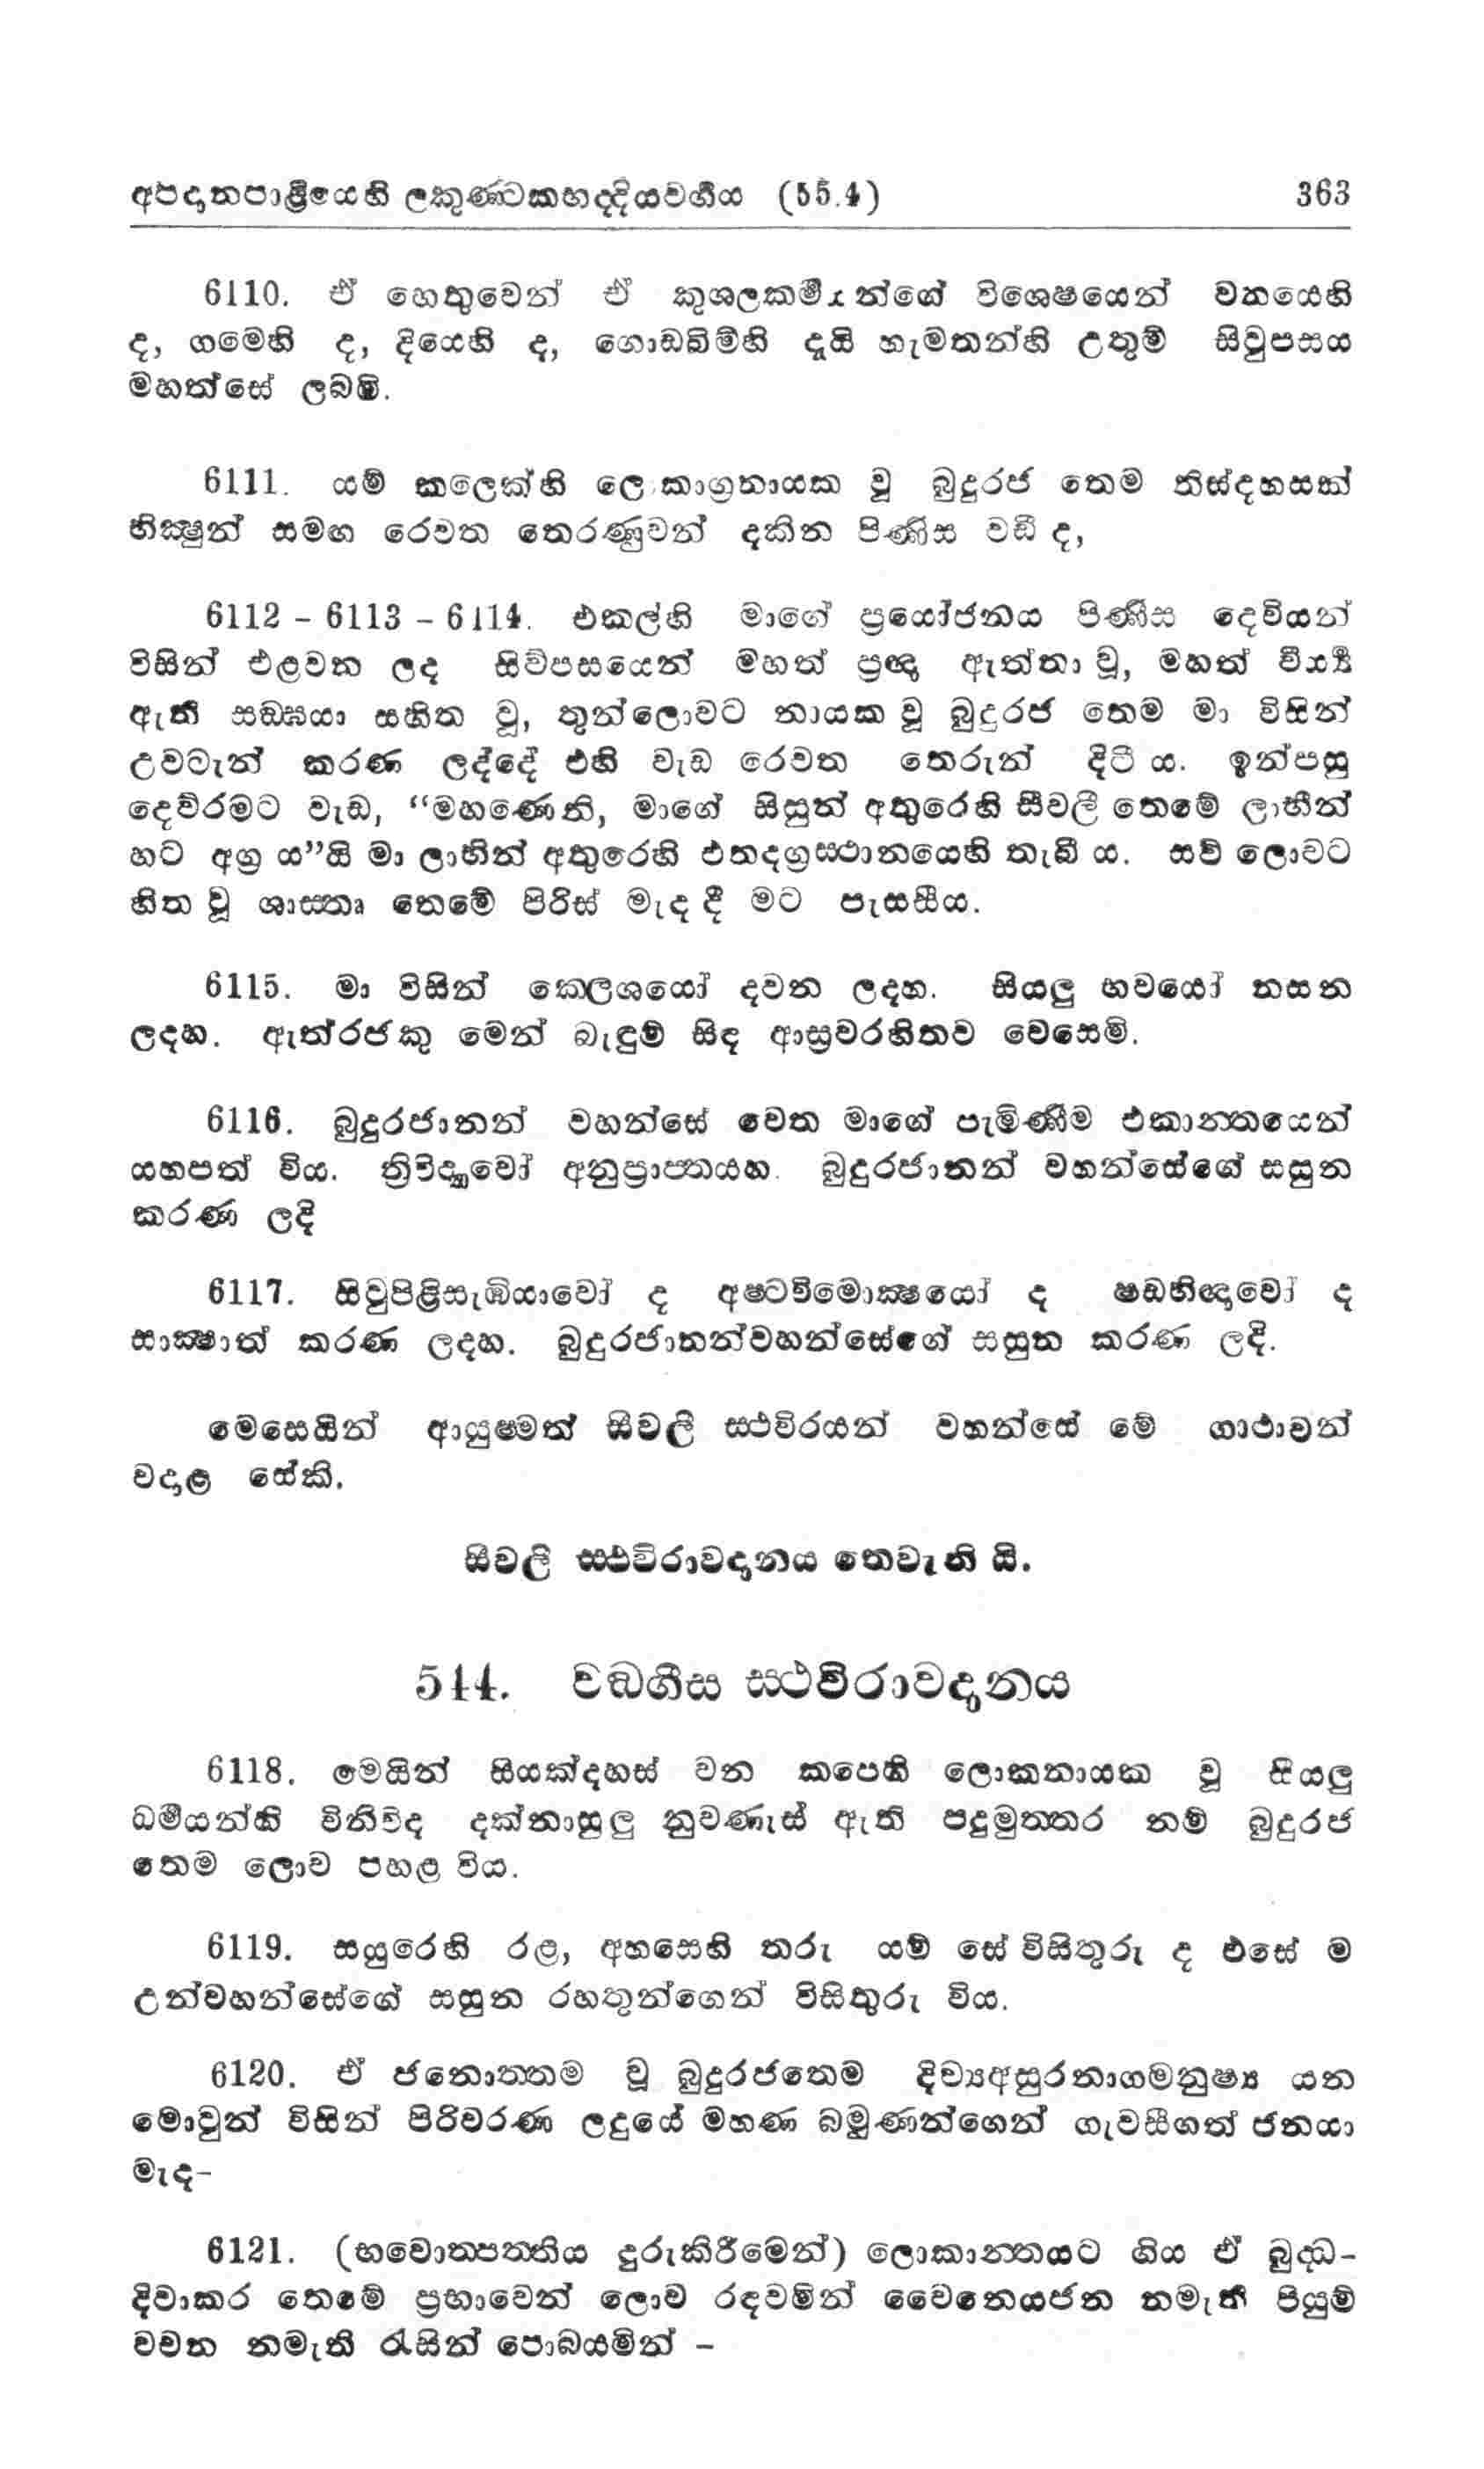 අපදානපාළියෙහි ලකුණ්ටකභද්දියවර්ගය (55.4) 363
6110. ඒ හෙතුවෙන් ඒ කුශලකර්මයන්ගේ විශෙෂයෙන් වනයෙහි
ද, ගමෙහි ද, දියෙහි ද, ගොඩබිම්හි දැයි හැමතන්හි උතුම් සිවුපසය
මහත්සේ ලබමි.
6111. යම් කලෙක්හි ලොකාග්‍රනායක වූ බුදුරජ තෙම තිස්දහසක්
භික්ෂූන් සමඟ රෙවත තෙරණුවන් දකින පිණිස වඩී ද,
6112 - 6113 - 6114. එකල්හි මාගේ ප්‍රයෝජනය පිණිස දෙවියන්
විසින් එළවන ලද සිව්පසයෙන් මහත් ප්‍රඥා ඇත්තා වූ, මහත් වීර්‍ය්‍ය
ඇති සඞ්ඝයා සහිත වූ, තුන්ලොවට නායක වූ බුදුරජ තෙම මා විසින්
උවටැන් කරණ ලද්දේ එහි වැඩ රෙවත තෙරුන් දිටී ය. ඉන්පසු
දෙව්රමට වැඩ, “මහණෙනි, මාගේ සිසුන් අතුරෙහි සීවලී තෙමේ ලාභීන්
හට අග්‍ර ය”යි මා ලාභීන් අතුරෙහි එතදග්‍රස්ථානයෙහි තැබී ය. සව් ලොවට
හිත වූ ශාස්තෘ තෙමේ පිරිස් මැද දී මට පැසසීය.
6115. මා විසින් කෙලශයෝ දවන ලදහ. සියලු භවයෝ නසන
ලදහ. ඇත්රජකු මෙන් බැඳුම් සිඳ ආස්‍රවරහිතව වෙසෙමි.
6116. බුදුරජානන් වහන්සේ වෙත මාගේ පැමිණීම එකාන්තයෙන්
යහපත් විය. ත්‍රිවිද්‍යාවෝ අනුප්‍රාප්තයහ. බුදුරජානන් වහන්සේගේ සසුන
කරණ ලදි
6117. සිවුපිළිසැඹියාවෝ ද අෂ්ටවිමොක්ෂයෝ ද ෂඩභිඥාවෝ ද
සාක්ෂාත් කරණ ලදහ. බුදුරජානන්වහන්සේගේ සසුන කරණ ලදි.
මෙසෙයින් ආයුෂ්මත් සීවලී ස්ථවිරයන් වහන්සේ මේ ගාථාවන්
වදාළ සේකි.
සීවලී ස්ථවිරාවදානය තෙවැනි යි.
544. වඞ්ගීස ස්ථවිරාවදානය
6118. මෙයින් සියක්දහස් වන කපෙහි ලොකනායක වූ සියලු
ධර්මයන්හි විනිවිද දක්නාසුලු නුවණැස් ඇති පදුමුත්තර නම් බුදුරජ
තෙම ලොව පහළ විය.
6119. සයුරෙහි රළ, අහසෙහි තරු යම් සේ විසිතුරු ද එසේ ම
උන්වහන්සේගේ සසුන රහතුන්ගෙන් විසිතුරු විය.
6120. ඒ ජනොත්තම වූ බුදුරජතෙම දිව්‍යඅසුරනාගමනුෂ්‍ය යන
මොවුන් විසින් පිරිවරණ ලදුයේ මහණ බමුණන්ගෙන් ගැවසීගත් ජනයා
මැද-
6121. (භවොත්පත්තිය දුරුකිරීමෙන්) ලොකාන්තයට ගිය ඒ බුද්ධ-
දිවාකර තෙමේ ප්‍රභාවෙන් ලොව රඳවමින් වෛනෙයජන නමැති පියුම්
වචන නමැති රැසින් පොබයමින් -